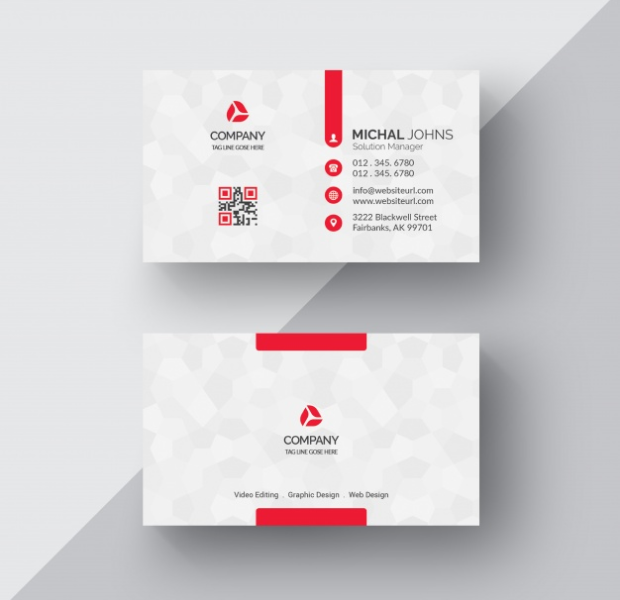 COMPANY
TAG LINE GOSE HERE
MICHAL JOHNS
Solution Manager
012 . 345. 6780
012 . 345. 6780
info@websiteurl.com
www.websiteurl.com
3222 Blackwell Street
Fairbanks, AK 99701
COMPANY
TAG LINE GOSE HERE
Video Editing . Graphic Design . Web Design